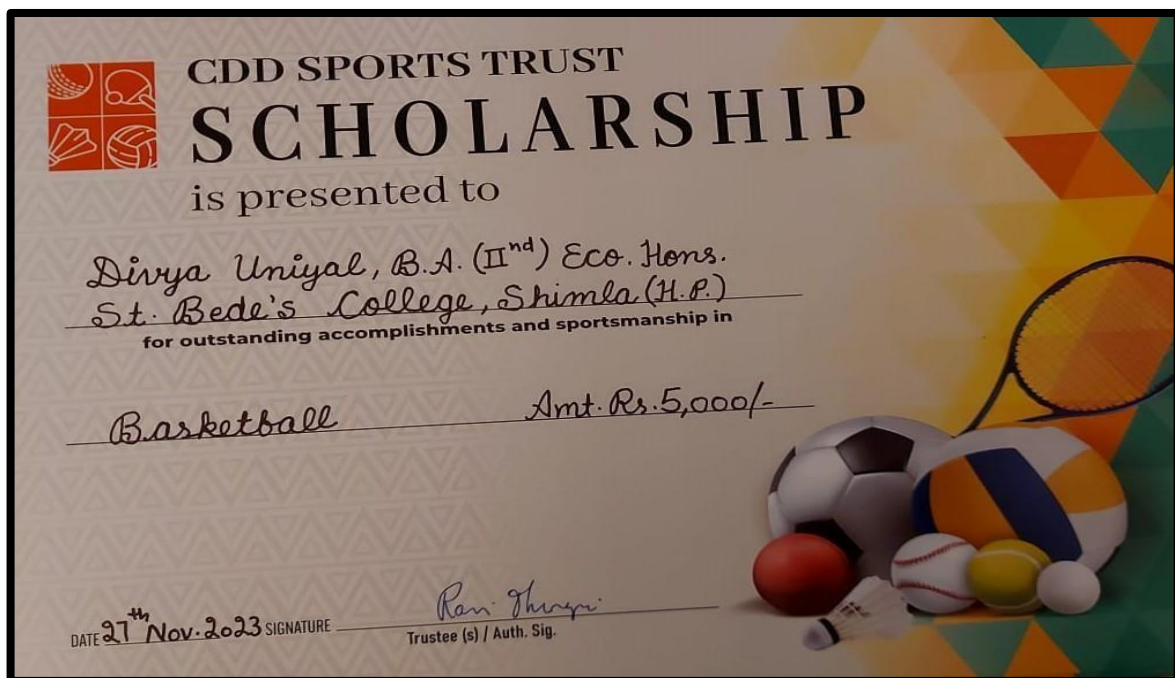 CDD SPORTS TRUST
SCHOLARSHIP
is presented to
Divya Uniyal, B.A. (IInd) Eco. Hons.
St. Bede's College, Shimla (H.P.)
for outstanding accomplishments and sportsmanship in
Basketball Amt. Rs. 5,000/-
DATE 27th Nov. 2023 SIGNATURE
Trustee (s) / Auth. Sig.